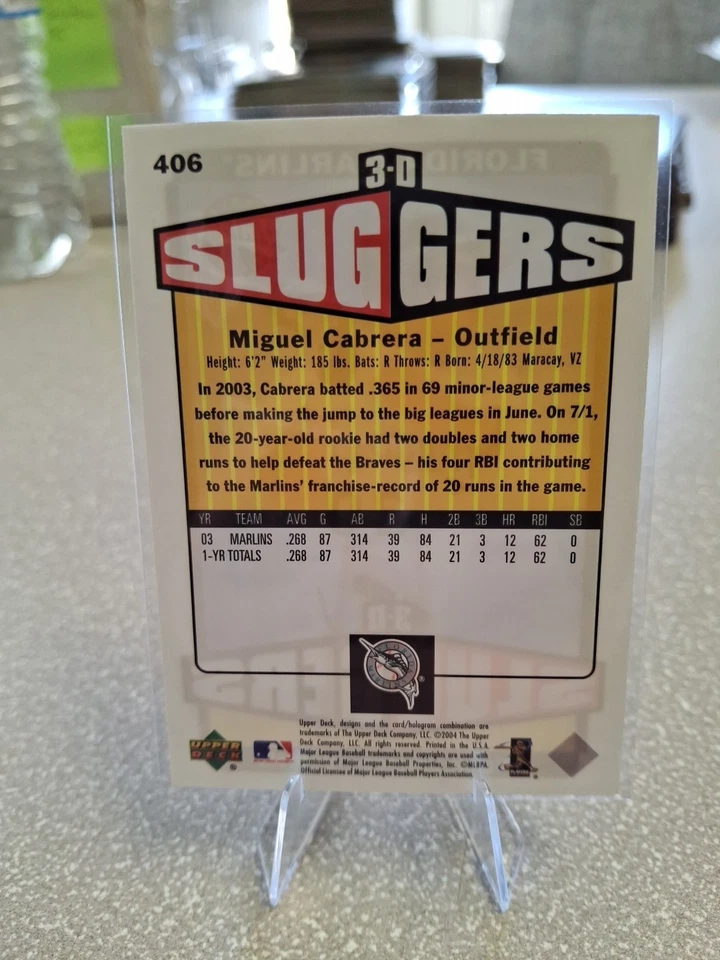 406
FLORIDA MARLINS
3-D
SLUGGERS
Miguel Cabrera – Outfield
Height: 6'2" Weight: 185 lbs. Bats: R Throws: R Born: 4/18/83 Maracay, VZ
In 2003, Cabrera batted .365 in 69 minor-league games
before making the jump to the big leagues in June. On 7/1,
the 20-year-old rookie had two doubles and two home
runs to help defeat the Braves – his four RBI contributing
to the Marlins' franchise-record of 20 runs in the game.
YR TEAM AVG G AB R H 2B 3B HR RBI SB
03 MARLINS .268 87 314 39 84 21 3 12 62 0
1-YR TOTALS .268 87 314 39 84 21 3 12 62 0
3-D
SLUGGERS
Upper Deck, designs and the card/hologram combination are
trademarks of The Upper Deck Company, LLC. ©2004 The Upper
Deck Company, LLC. All rights reserved. Printed in the U.S.A.
Major League Baseball trademarks and copyrights are used with
permission of Major League Baseball Properties, Inc. ©MLBPA
Official Licensee of Major League Baseball Players Association.
UPPER
DECK